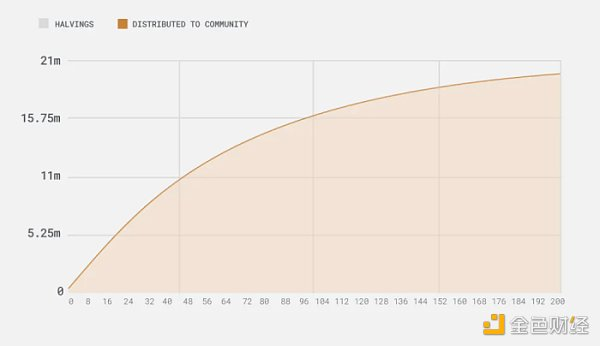 HALVINGS DISTRIBUTED TO COMMUNITY
21m
15.75m
11m
5.25m
0
0 8 16 24 32 40 48 56 64 72 80 88 96 104 112 120 128 136 144 152 160 168 176 184 192 200
金色财经